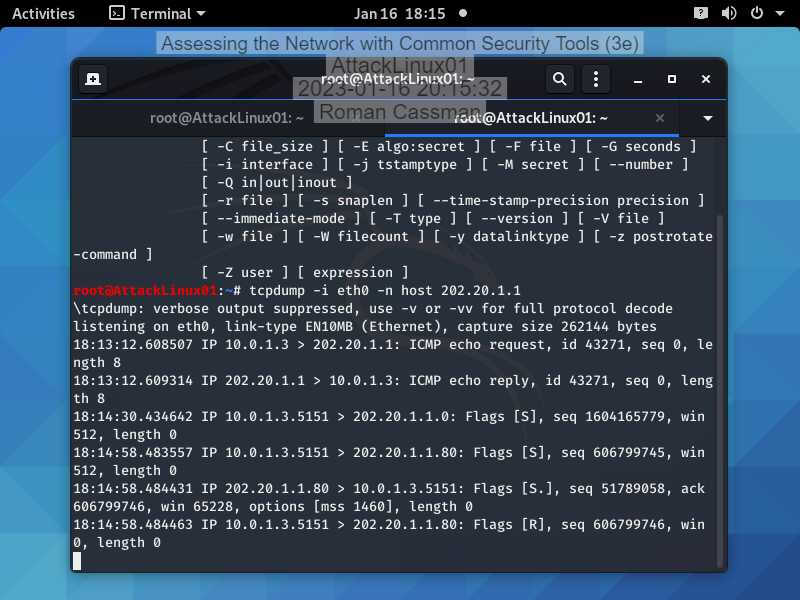 Activities
Terminal
Jan 16 18:15
Assessing the Network with Common Security Tools (3e)
AttackLinux01
root@AttackLinux01: ~
2023-01-16 20:15:32
Roman Cassman
root@AttackLinux01: ~
root@AttackLinux01: ~
[ -C file_size ] [ -E algo:secret ] [ -F file ] [ -G seconds ]
[ -i interface ] [ -j tstamptype ] [ -M secret ] [ --number ]
[ -Q in|out|inout ]
[ -r file ] [ -s snaplen ] [ --time-stamp-precision precision ]
[ --immediate-mode ] [ -T type ] [ --version ] [ -V file ]
[ -w file ] [ -W filecount ] [ -y datalinktype ] [ -z postrotate
-command ]
[ -Z user ] [ expression ]
root@AttackLinux01:~# tcpdump -i eth0 -n host 202.20.1.1
\tcpdump: verbose output suppressed, use -v or -vv for full protocol decode
listening on eth0, link-type EN10MB (Ethernet), capture size 262144 bytes
18:13:12.608507 IP 10.0.1.3 > 202.20.1.1: ICMP echo request, id 43271, seq 0, le
ngth 8
18:13:12.609314 IP 202.20.1.1 > 10.0.1.3: ICMP echo reply, id 43271, seq 0, leng
th 8
18:14:30.434642 IP 10.0.1.3.5151 > 202.20.1.1.0: Flags [S], seq 1604165779, win
512, length 0
18:14:58.483557 IP 10.0.1.3.5151 > 202.20.1.1.80: Flags [S], seq 606799745, win
512, length 0
18:14:58.484431 IP 202.20.1.1.80 > 10.0.1.3.5151: Flags [S.], seq 51789058, ack
606799746, win 65228, options [mss 1460], length 0
18:14:58.484463 IP 10.0.1.3.5151 > 202.20.1.1.80: Flags [R], seq 606799746, win
0, length 0